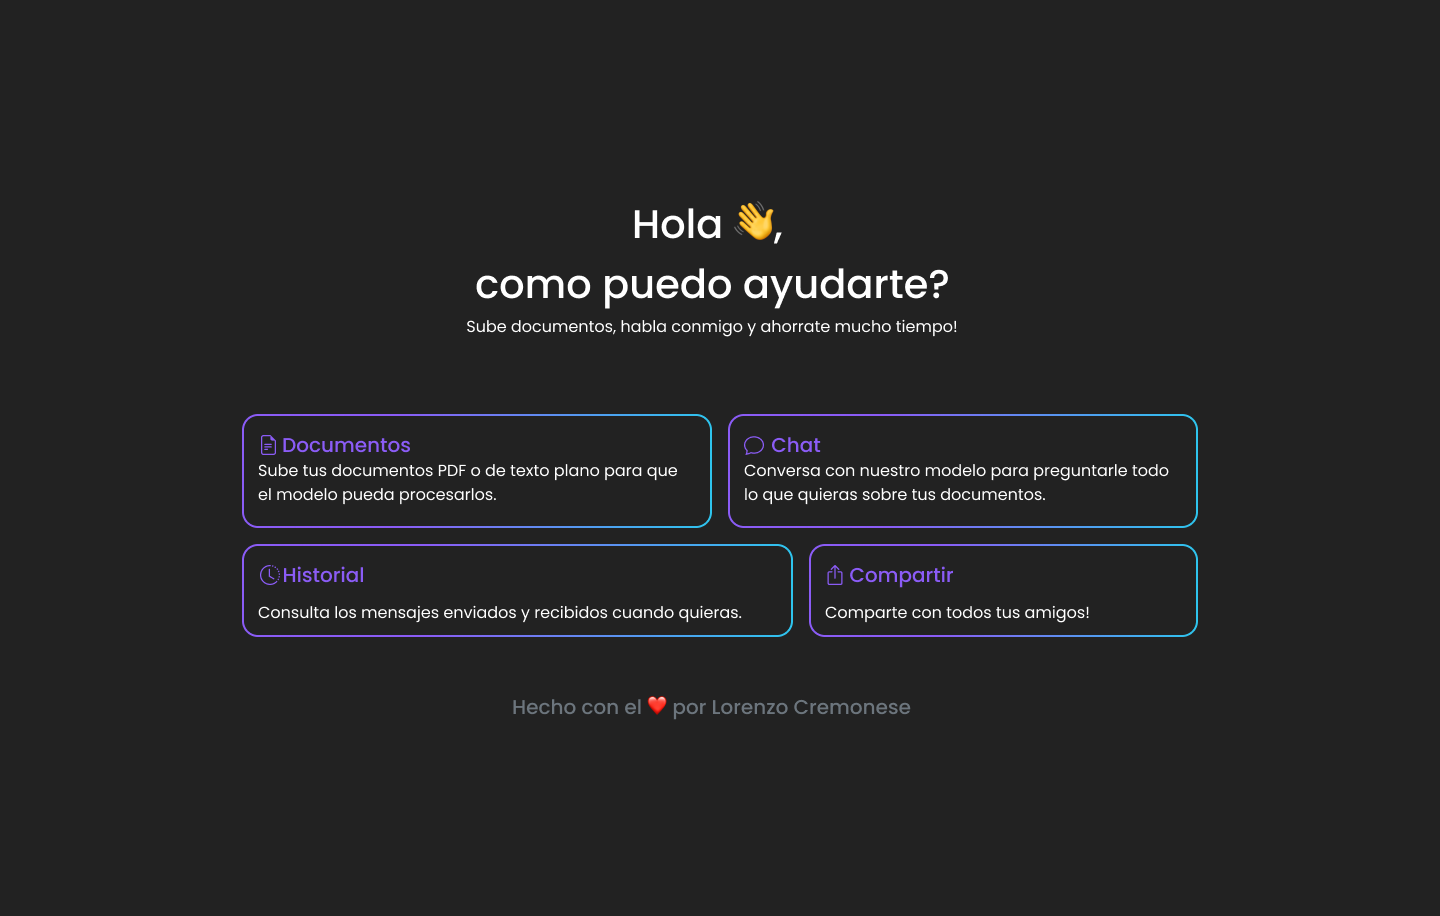 Hola 👋,
como puedo ayudarte?
Sube documentos, habla conmigo y ahorrate mucho tiempo!
Documentos
Sube tus documentos PDF o de texto plano para que
el modelo pueda procesarlos.
Chat
Conversa con nuestro modelo para preguntarle todo
lo que quieras sobre tus documentos.
Historial
Consulta los mensajes enviados y recibidos cuando quieras.
Compartir
Comparte con todos tus amigos!
Hecho con el ❤️ por Lorenzo Cremonese